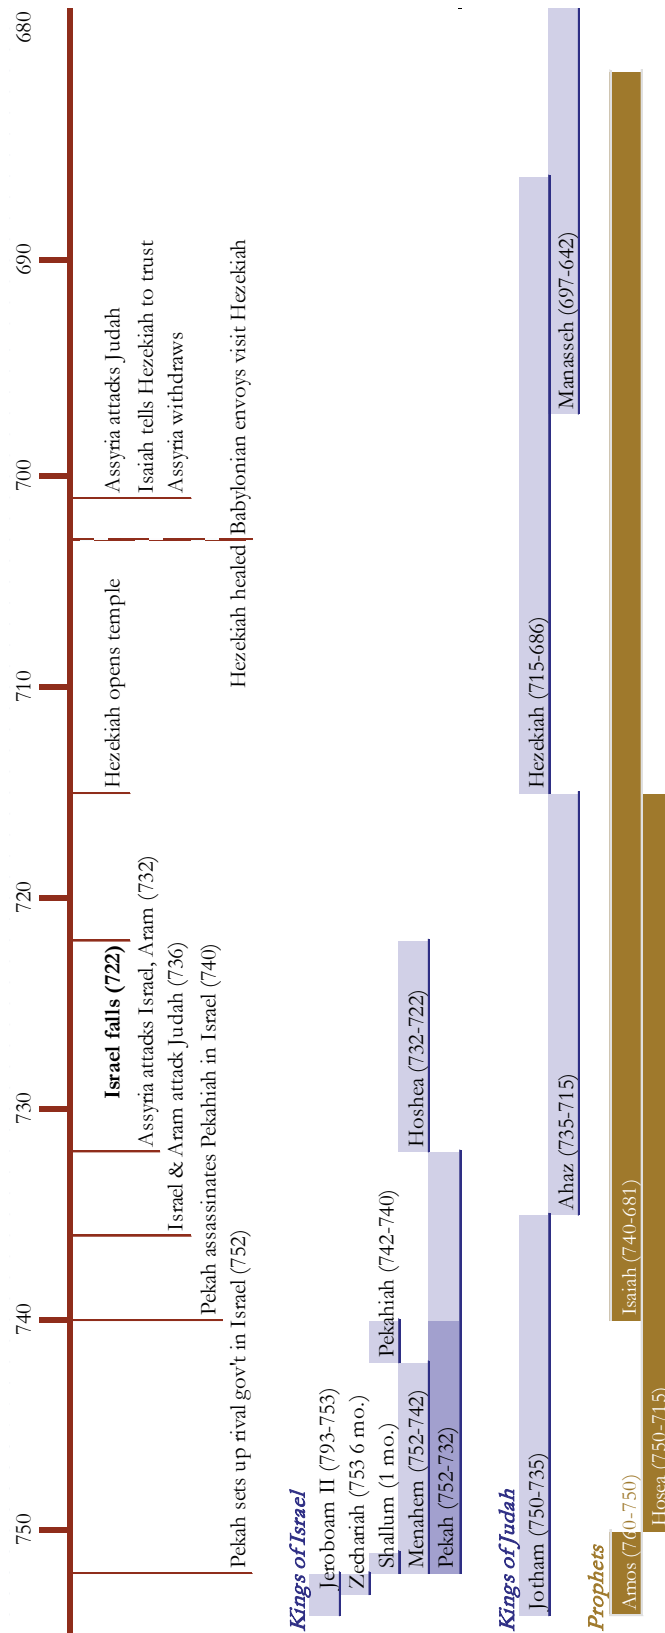 750
740
730
720
710
700
690
680
Pekah sets up rival gov't in Israel (752)
Pekah assassinates Pekahiah in Israel (740)
Israel & Aram attack Judah (736)
Assyria attacks Israel, Aram (732)
Israel falls (722)
Hezekiah opens temple
Hezekiah healed
Babylonian envoys visit Hezekiah
Assyria attacks Judah
Isaiah tells Hezekiah to trust
Assyria withdraws
Kings of Israel
Jeroboam II (793-753)
Zechariah (753 6 mo.)
Shallum (1 mo.)
Pekahiah (742-740)
Menahem (752-742)
Hoshea (732-722)
Pekah (752-732)
Kings of Judah
Jotham (750-735)
Hezekiah (715-686)
Ahaz (735-715)
Manasseh (697-642)
Prophets
Amos (760-750)
Isaiah (740-681)
Hosea (750-715)